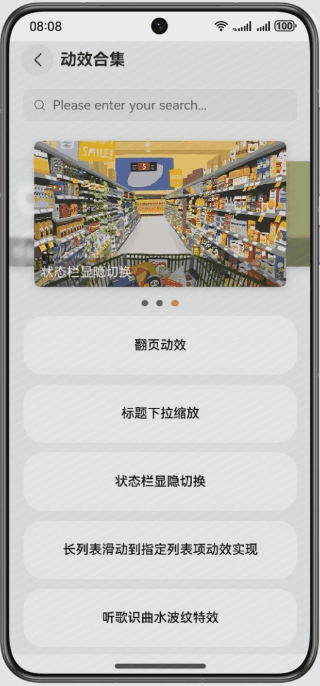 08:08
100
动效合集
Please enter your search...
SMILE!
状态栏显隐切换
翻页动效
标题下拉缩放
状态栏显隐切换
长列表滑动到指定列表项动效实现
听歌识曲水波纹特效